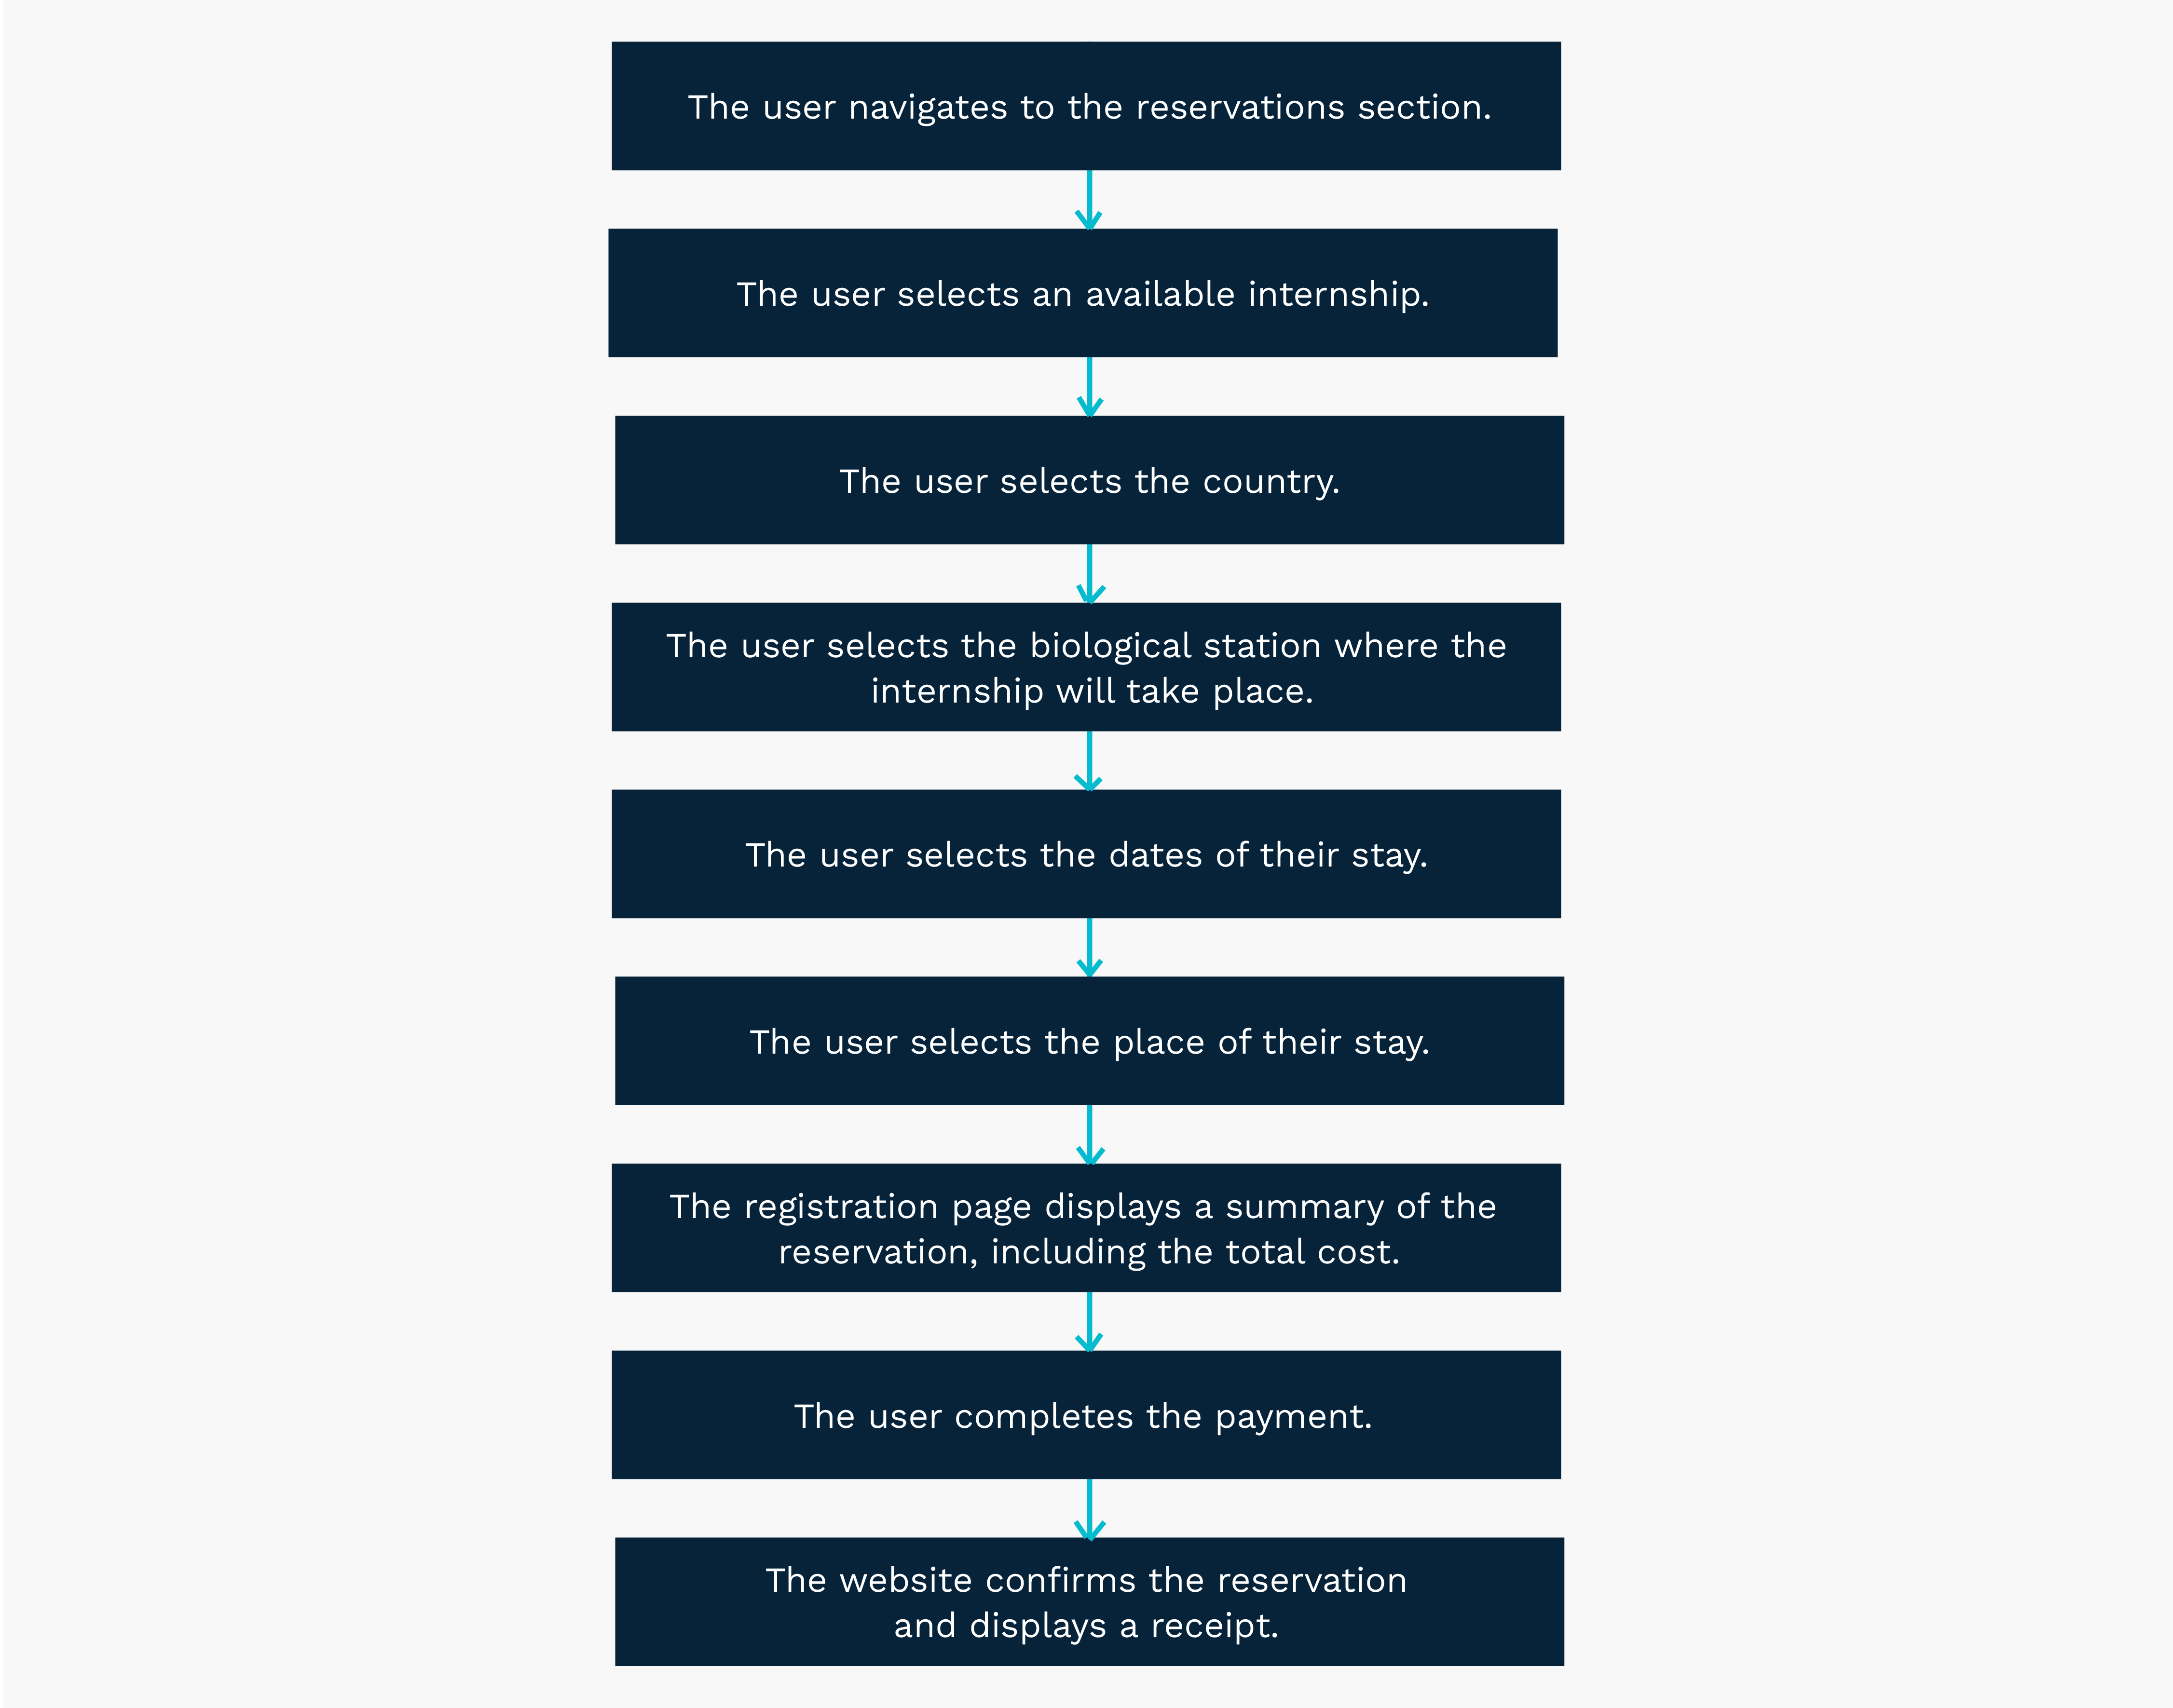 The user navigates to the reservations section.
The user selects an available internship.
The user selects the country.
The user selects the biological station where the
internship will take place.
The user selects the dates of their stay.
The user selects the place of their stay.
The registration page displays a summary of the
reservation, including the total cost.
The user completes the payment.
The website confirms the reservation
and displays a receipt.